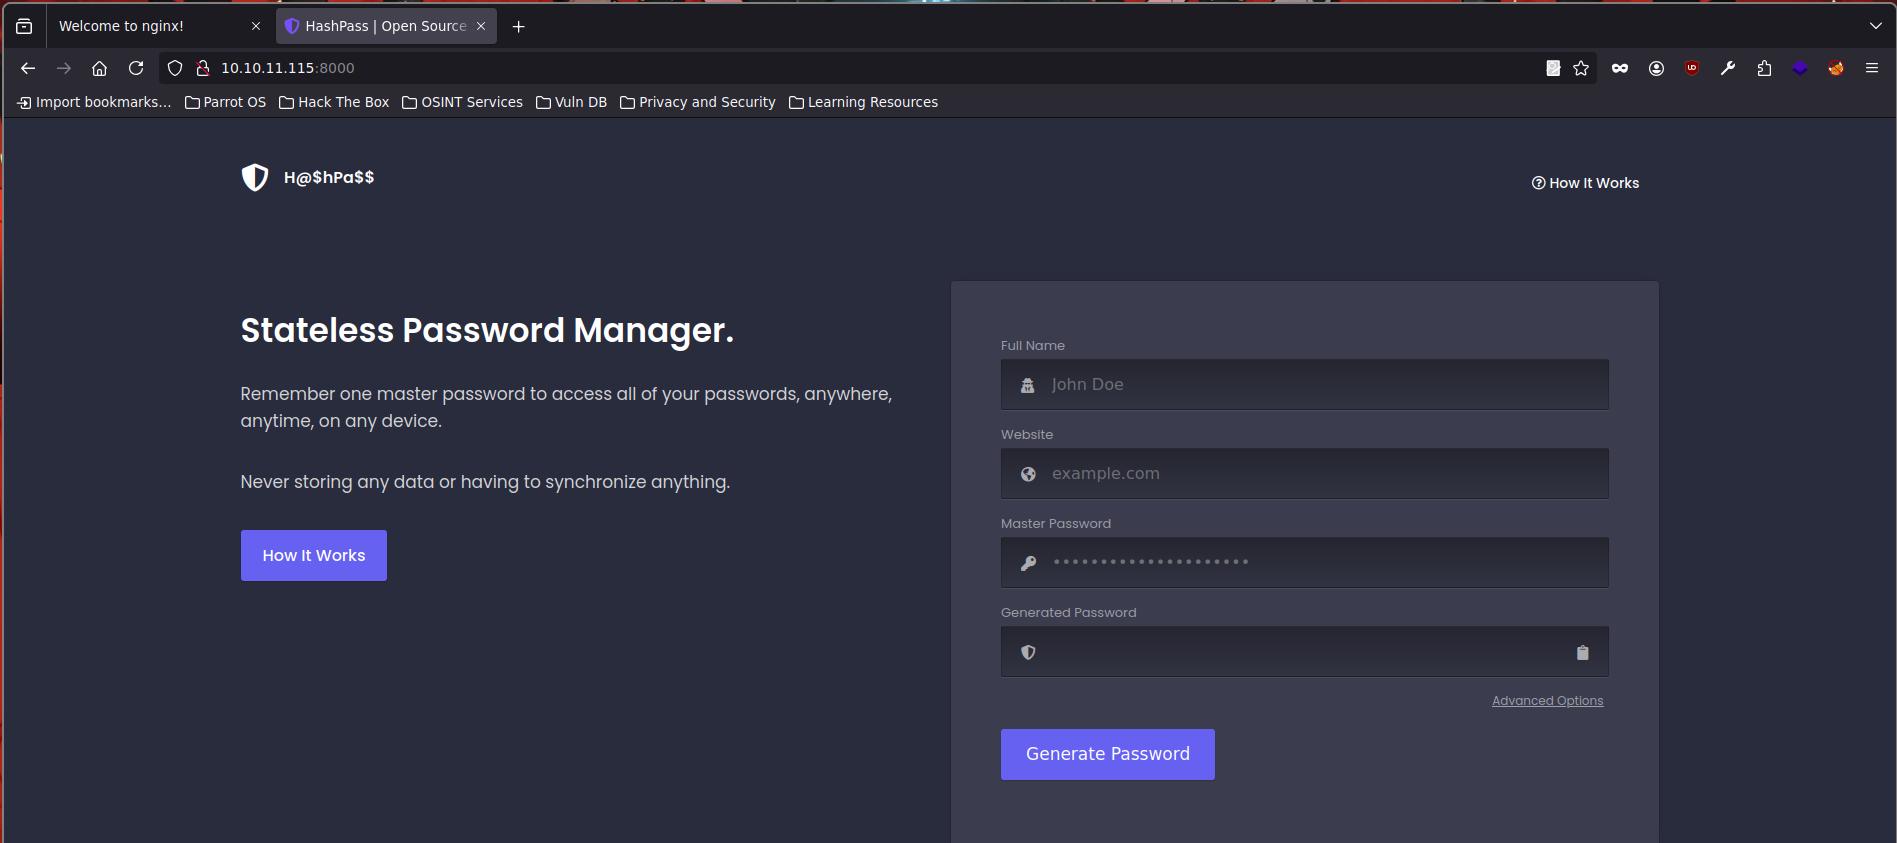 Welcome to nginx!
HashPass | Open Source
10.10.11.115:8000
Import bookmarks...
Parrot OS
Hack The Box
OSINT Services
Vuln DB
Privacy and Security
Learning Resources
H@$hPa$$
How It Works
Stateless Password Manager.
Remember one master password to access all of your passwords, anywhere,
anytime, on any device.
Never storing any data or having to synchronize anything.
How It Works
Full Name
John Doe
Website
example.com
Master Password
Generated Password
Advanced Options
Generate Password